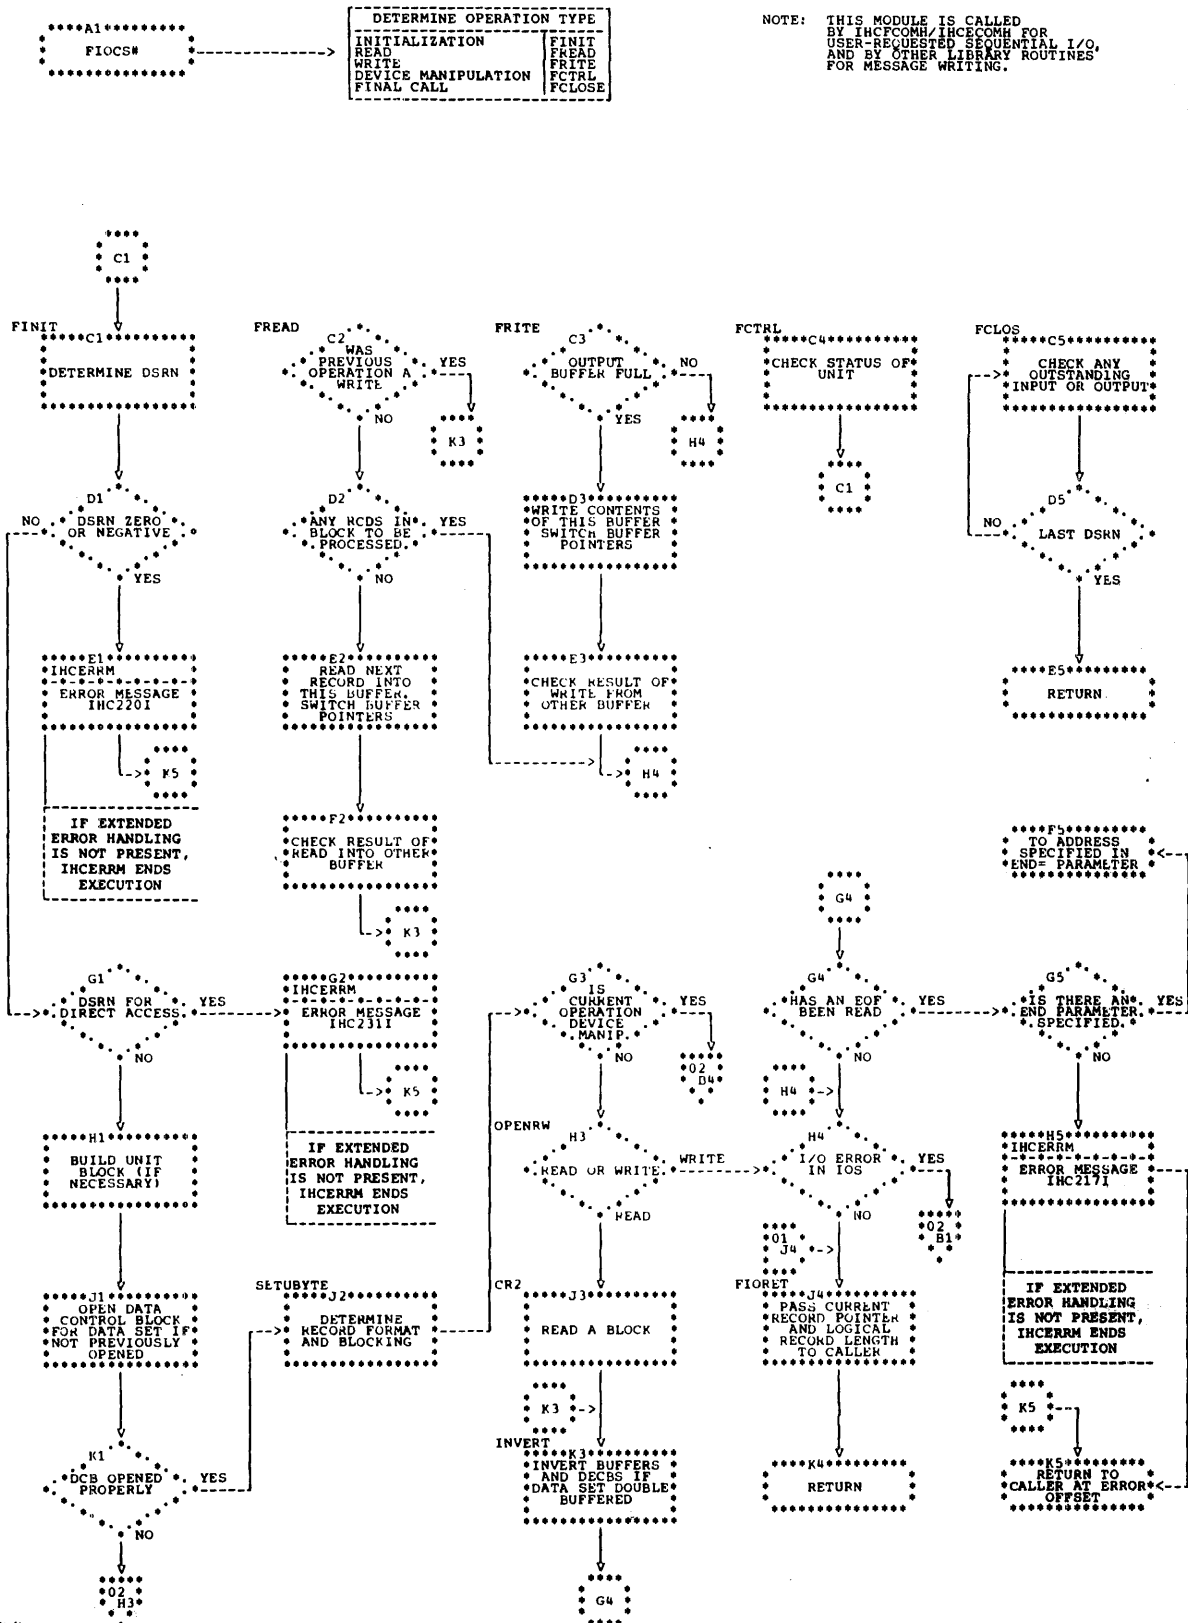 A1
FIOCS#
DETERMINE OPERATION TYPE
INITIALIZATION FINIT
READ FREAD
WRITE FRITE
DEVICE MANIPULATION FCTRL
FINAL CALL FCLOSE
NOTE: THIS MODULE IS CALLED
BY IHCFCOMH/IHCECOMH FOR
USER-REQUESTED SEQUENTIAL I/O,
AND BY OTHER LIBRARY ROUTINES
FOR MESSAGE WRITING.
C1
FINIT
C1
DETERMINE DSRN
FREAD
C2
WAS
PREVIOUS
OPERATION A
WRITE
YES
NO
K3
FRITE
C3
OUTPUT
BUFFER FULL
NO
YES
H4
FCTRL
C4
CHECK STATUS OF
UNIT
C1
FCLOS
C5
CHECK ANY
OUTSTANDING
INPUT OR OUTPUT
D1
DSRN ZERO
OR NEGATIVE
NO
YES
D2
ANY RCDS IN
BLOCK TO BE
PROCESSED.
YES
NO
D3
WRITE CONTENTS
OF THIS BUFFER
SWITCH BUFFER
POINTERS
D5
LAST DSRN
NO
YES
E1
IHCERRM
ERROR MESSAGE
IHC220I
K5
IF EXTENDED
ERROR HANDLING
IS NOT PRESENT,
IHCERRM ENDS
EXECUTION
E2
READ NEXT
RECORD INTO
THIS BUFFER.
SWITCH BUFFER
POINTERS
E3
CHECK RESULT OF
WRITE FROM
OTHER BUFFER
H4
E5
RETURN
F2
CHECK RESULT OF
READ INTO OTHER
BUFFER
K3
F5
TO ADDRESS
SPECIFIED IN
END= PARAMETER
G4
G1
DSRN FOR
DIRECT ACCESS
YES
NO
G2
IHCERRM
ERROR MESSAGE
IHC231I
K5
IF EXTENDED
ERROR HANDLING
IS NOT PRESENT,
IHCERRM ENDS
EXECUTION
G3
IS
CURRENT
OPERATION
DEVICE
MANIP.
YES
NO
02
B4
G4
HAS AN EOF
BEEN READ
YES
NO
G5
IS THERE AN
END PARAMETER
SPECIFIED.
YES
NO
H4
H1
BUILD UNIT
BLOCK (IF
NECESSARY)
OPENRW
H3
READ OR WRITE
WRITE
READ
H4
I/O ERROR
IN IOS
YES
NO
02
B1
H5
IHCERRM
ERROR MESSAGE
IHC217I
IF EXTENDED
ERROR HANDLING
IS NOT PRESENT,
IHCERRM ENDS
EXECUTION
01
J4
J1
OPEN DATA
CONTROL BLOCK
FOR DATA SET IF
NOT PREVIOUSLY
OPENED
SETUBYTE
J2
DETERMINE
RECORD FORMAT
AND BLOCKING
CR2
J3
READ A BLOCK
FIORET
J4
PASS CURRENT
RECORD POINTER
AND LOGICAL
RECORD LENGTH
TO CALLER
K3
K5
K1
DCB OPENED
PROPERLY
YES
NO
02
H3
INVERT
K3
INVERT BUFFERS
AND DECBS IF
DATA SET DOUBLE
BUFFERED
G4
K4
RETURN
K5
RETURN TO
CALLER AT ERROR
OFFSET